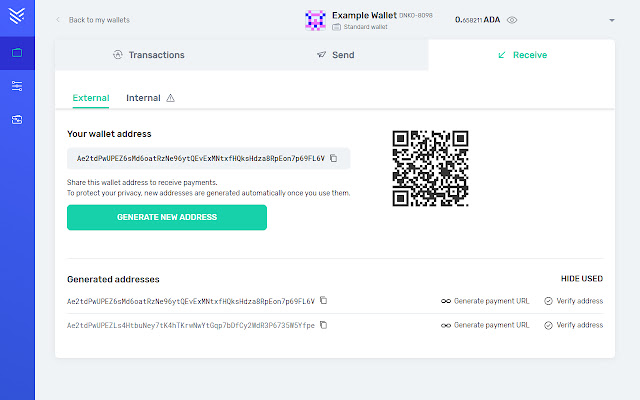 Back to my wallets
Example Wallet DNKO-8098
Standard wallet
0.658211 ADA
Transactions
Send
Receive
External
Internal
Your wallet address
Ae2tdPwUPEZ6sMd6oatRzNe96ytQEvExMNtxfHQksHdza8RpEon7p69FL6V
Share this wallet address to receive payments.
To protect your privacy, new addresses are generated automatically once you use them.
GENERATE NEW ADDRESS
Generated addresses
HIDE USED
Ae2tdPwUPEZ6sMd6oatRzNe96ytQEvExMNtxfHQksHdza8RpEon7p69FL6V
Generate payment URL
Verify address
Ae2tdPwUPEZLs4HtbuNey7tK4hTKrwNwYtGqp7bDfCy2WdR3P6735W5Yfpe
Generate payment URL
Verify address